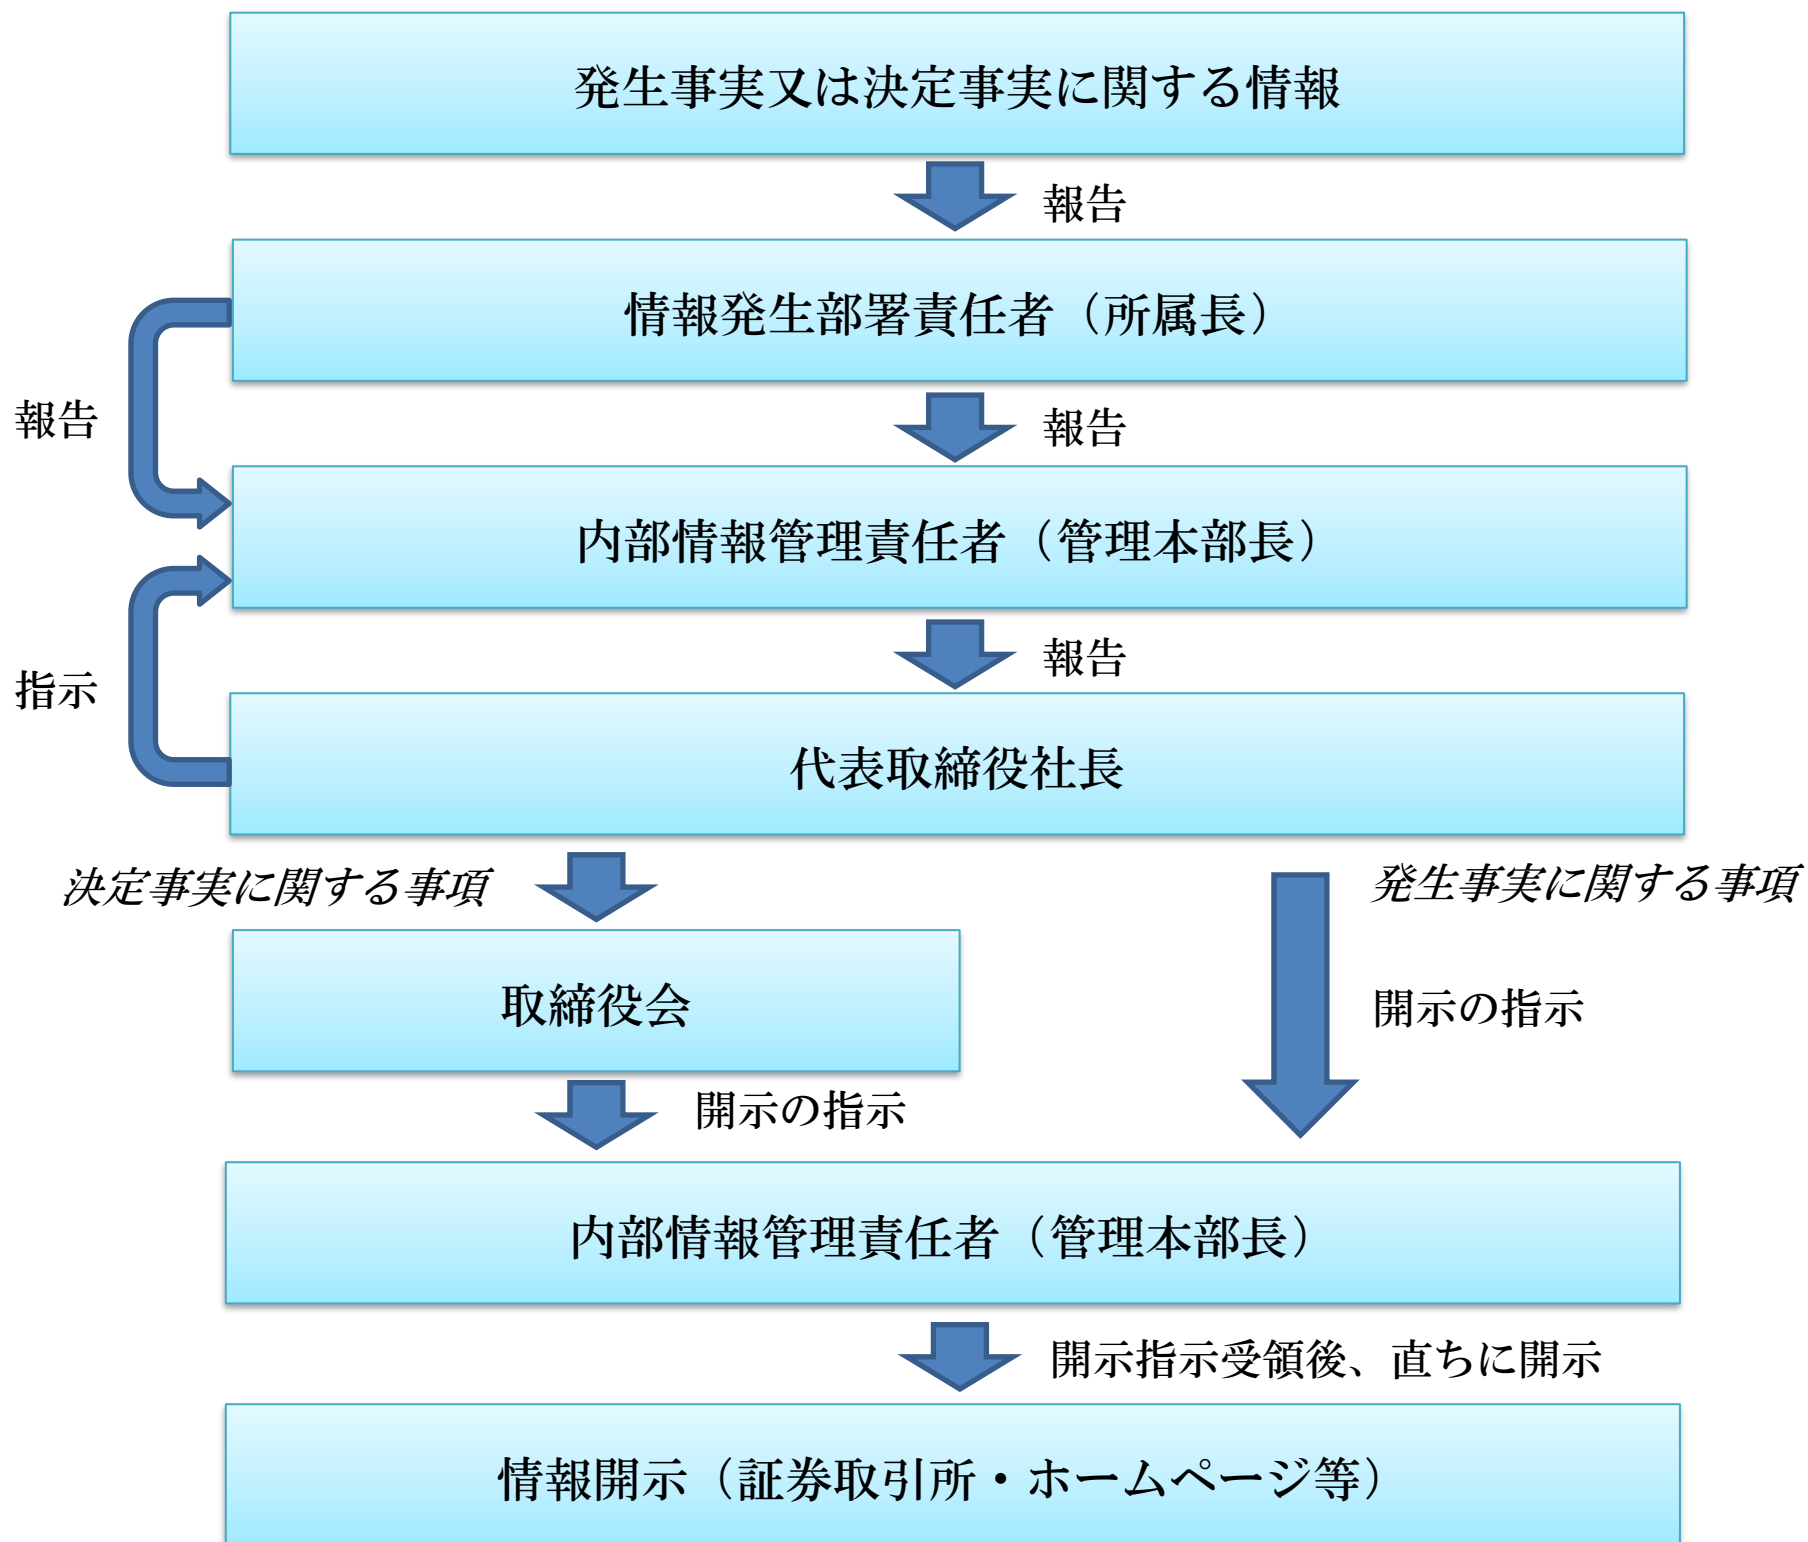 発生事実又は決定事実に関する情報
報告
情報発生部署責任者（所属長）
報告
報告
内部情報管理責任者（管理本部長）
報告
指示
代表取締役社長
決定事実に関する事項
発生事実に関する事項
取締役会
開示の指示
開示の指示
内部情報管理責任者（管理本部長）
開示指示受領後、直ちに開示
情報開示（証券取引所・ホームページ等）